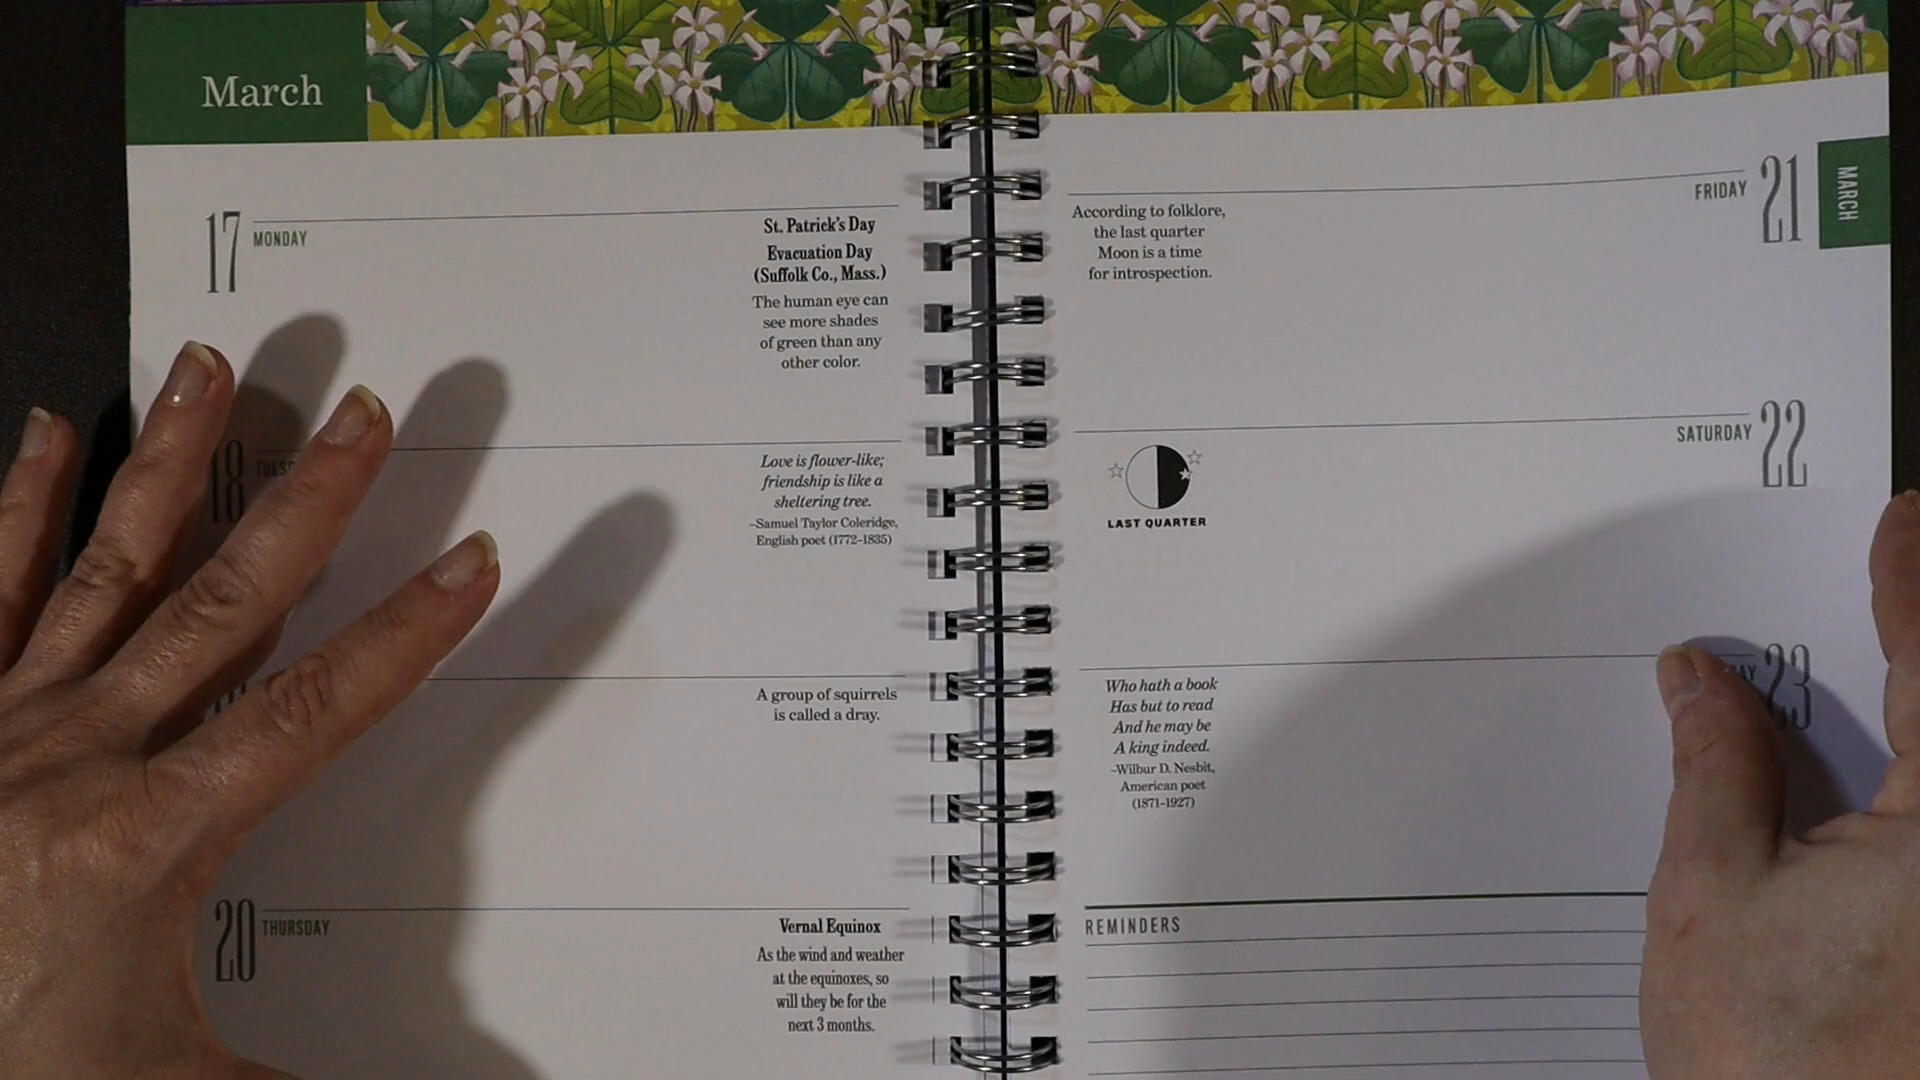 March
17 MONDAY
St. Patrick's Day
Evacuation Day
(Suffolk Co., Mass.)
The human eye can
see more shades
of green than any
other color.
18 TUES
Love is flower-like;
friendship is like a
sheltering tree.
–Samuel Taylor Coleridge,
English poet (1772–1835)
A group of squirrels
is called a dray.
20 THURSDAY
Vernal Equinox
As the wind and weather
at the equinoxes, so
will they be for the
next 3 months.
FRIDAY 21
MARCH
According to folklore,
the last quarter
Moon is a time
for introspection.
SATURDAY 22
LAST QUARTER
AY 23
Who hath a book
Has but to read
And he may be
A king indeed.
–Wilbur D. Nesbit,
American poet
(1871–1927)
REMINDERS